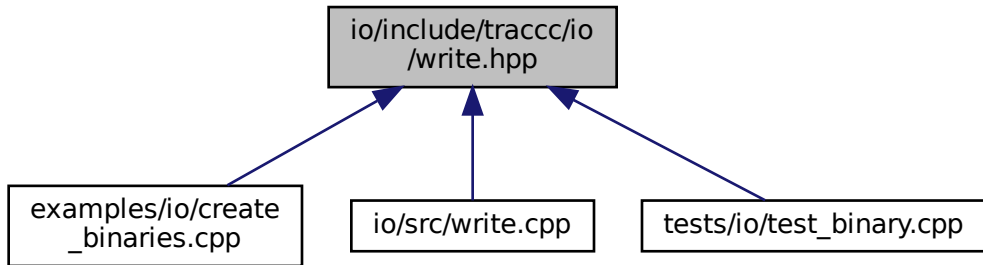 io/include/traccc/io
/write.hpp
examples/io/create
_binaries.cpp
io/src/write.cpp
tests/io/test_binary.cpp